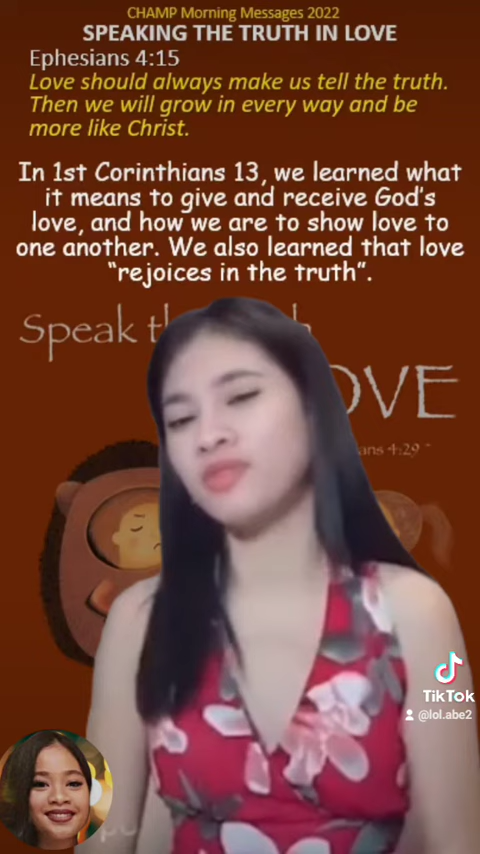 CHAMP Morning Messages 2022
SPEAKING THE TRUTH IN LOVE
Ephesians 4:15
Love should always make us tell the truth.
Then we will grow in every way and be
more like Christ.
In 1st Corinthians 13, we learned what
it means to give and receive God's
love, and how we are to show love to
one another. We also learned that love
"rejoices in the truth".
Speak
4:29
TikTok
@lol.abe2